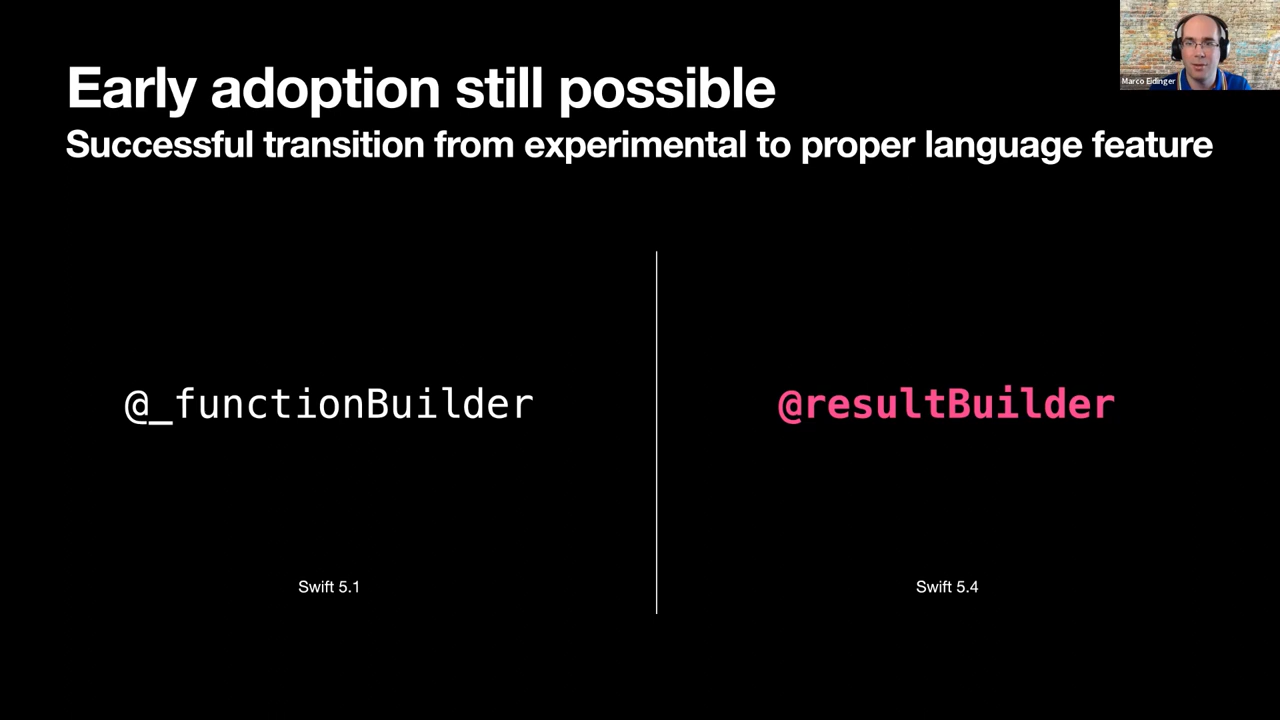 Early adoption still possible
Successful transition from experimental to proper language feature
Marco Eidinger
@_functionBuilder
@resultBuilder
Swift 5.1
Swift 5.4